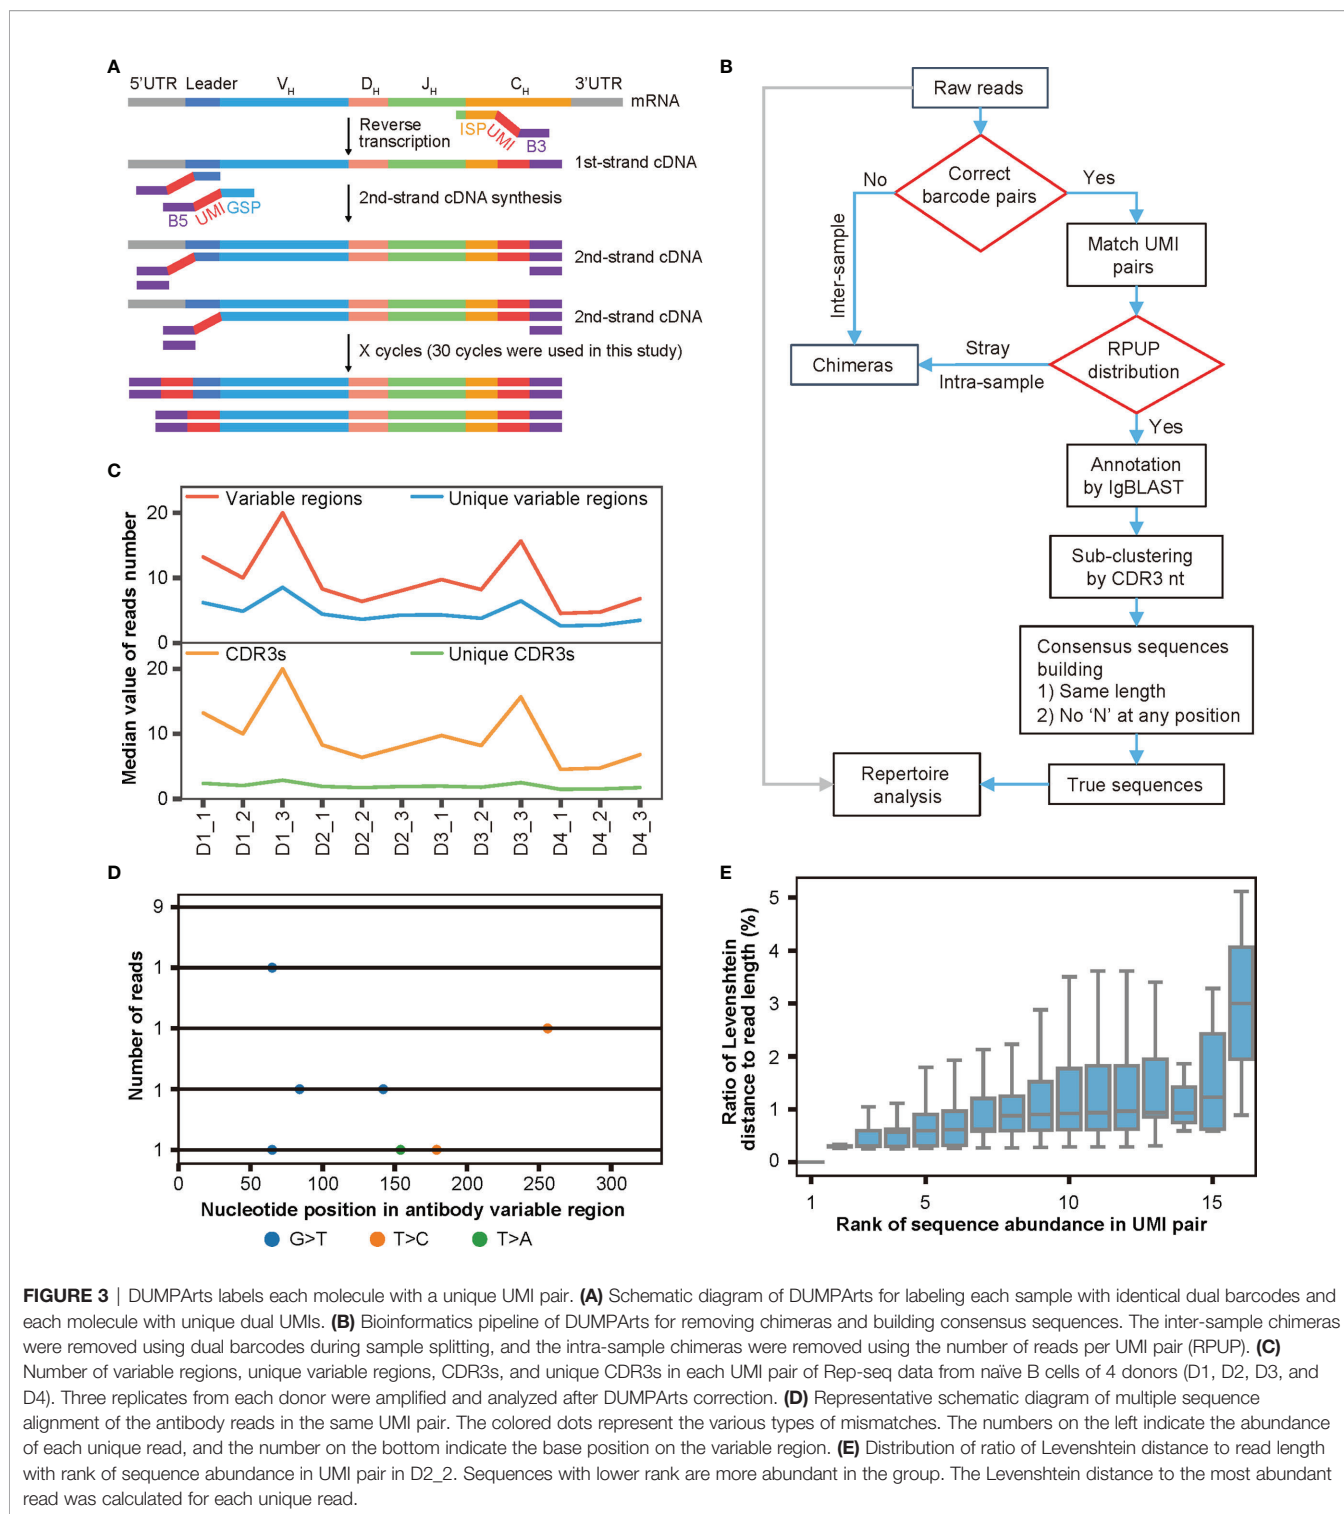 A
5'UTR Leader V_H D_H J_H C_H 3'UTR
mRNA
Reverse
transcription
ISP
UMI
B3
1st-strand cDNA
2nd-strand cDNA synthesis
B5
UMI
GSP
2nd-strand cDNA
2nd-strand cDNA
X cycles (30 cycles were used in this study)
B
Raw reads
Correct
barcode pairs
No
Yes
Inter-sample
Match UMI
pairs
RPUP
distribution
Stray
Intra-sample
Chimeras
Yes
Annotation
by IgBLAST
Sub-clustering
by CDR3 nt
Consensus sequences
building
1) Same length
2) No ‘N’ at any position
True sequences
Repertoire
analysis
C
Median value of reads number
Variable regions Unique variable regions
20
10
0
CDR3s Unique CDR3s
20
10
0
D1_1 D1_2 D1_3 D2_1 D2_2 D2_3 D3_1 D3_2 D3_3 D4_1 D4_2 D4_3
D
Number of reads
9
1
1
1
1
0 50 100 150 200 250 300
Nucleotide position in antibody variable region
G>T T>C T>A
E
Ratio of Levenshtein
distance to read length (%)
5
4
3
2
1
0
1 5 10 15
Rank of sequence abundance in UMI pair
FIGURE 3 | DUMPArts labels each molecule with a unique UMI pair. (A) Schematic diagram of DUMPArts for labeling each sample with identical dual barcodes and
each molecule with unique dual UMIs. (B) Bioinformatics pipeline of DUMPArts for removing chimeras and building consensus sequences. The inter-sample chimeras
were removed using dual barcodes during sample splitting, and the intra-sample chimeras were removed using the number of reads per UMI pair (RPUP). (C)
Number of variable regions, unique variable regions, CDR3s, and unique CDR3s in each UMI pair of Rep-seq data from naïve B cells of 4 donors (D1, D2, D3, and
D4). Three replicates from each donor were amplified and analyzed after DUMPArts correction. (D) Representative schematic diagram of multiple sequence
alignment of the antibody reads in the same UMI pair. The colored dots represent the various types of mismatches. The numbers on the left indicate the abundance
of each unique read, and the number on the bottom indicate the base position on the variable region. (E) Distribution of ratio of Levenshtein distance to read length
with rank of sequence abundance in UMI pair in D2_2. Sequences with lower rank are more abundant in the group. The Levenshtein distance to the most abundant
read was calculated for each unique read.